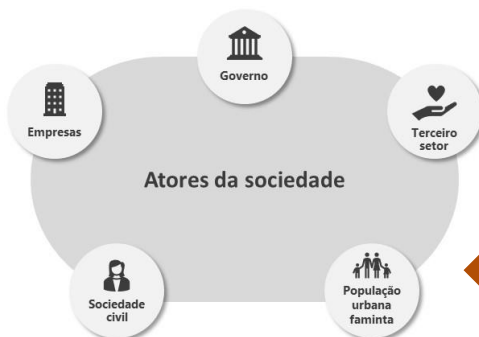 Governo
Empresas
Terceiro
setor
Atores da sociedade
Sociedade
civil
População
urbana
faminta